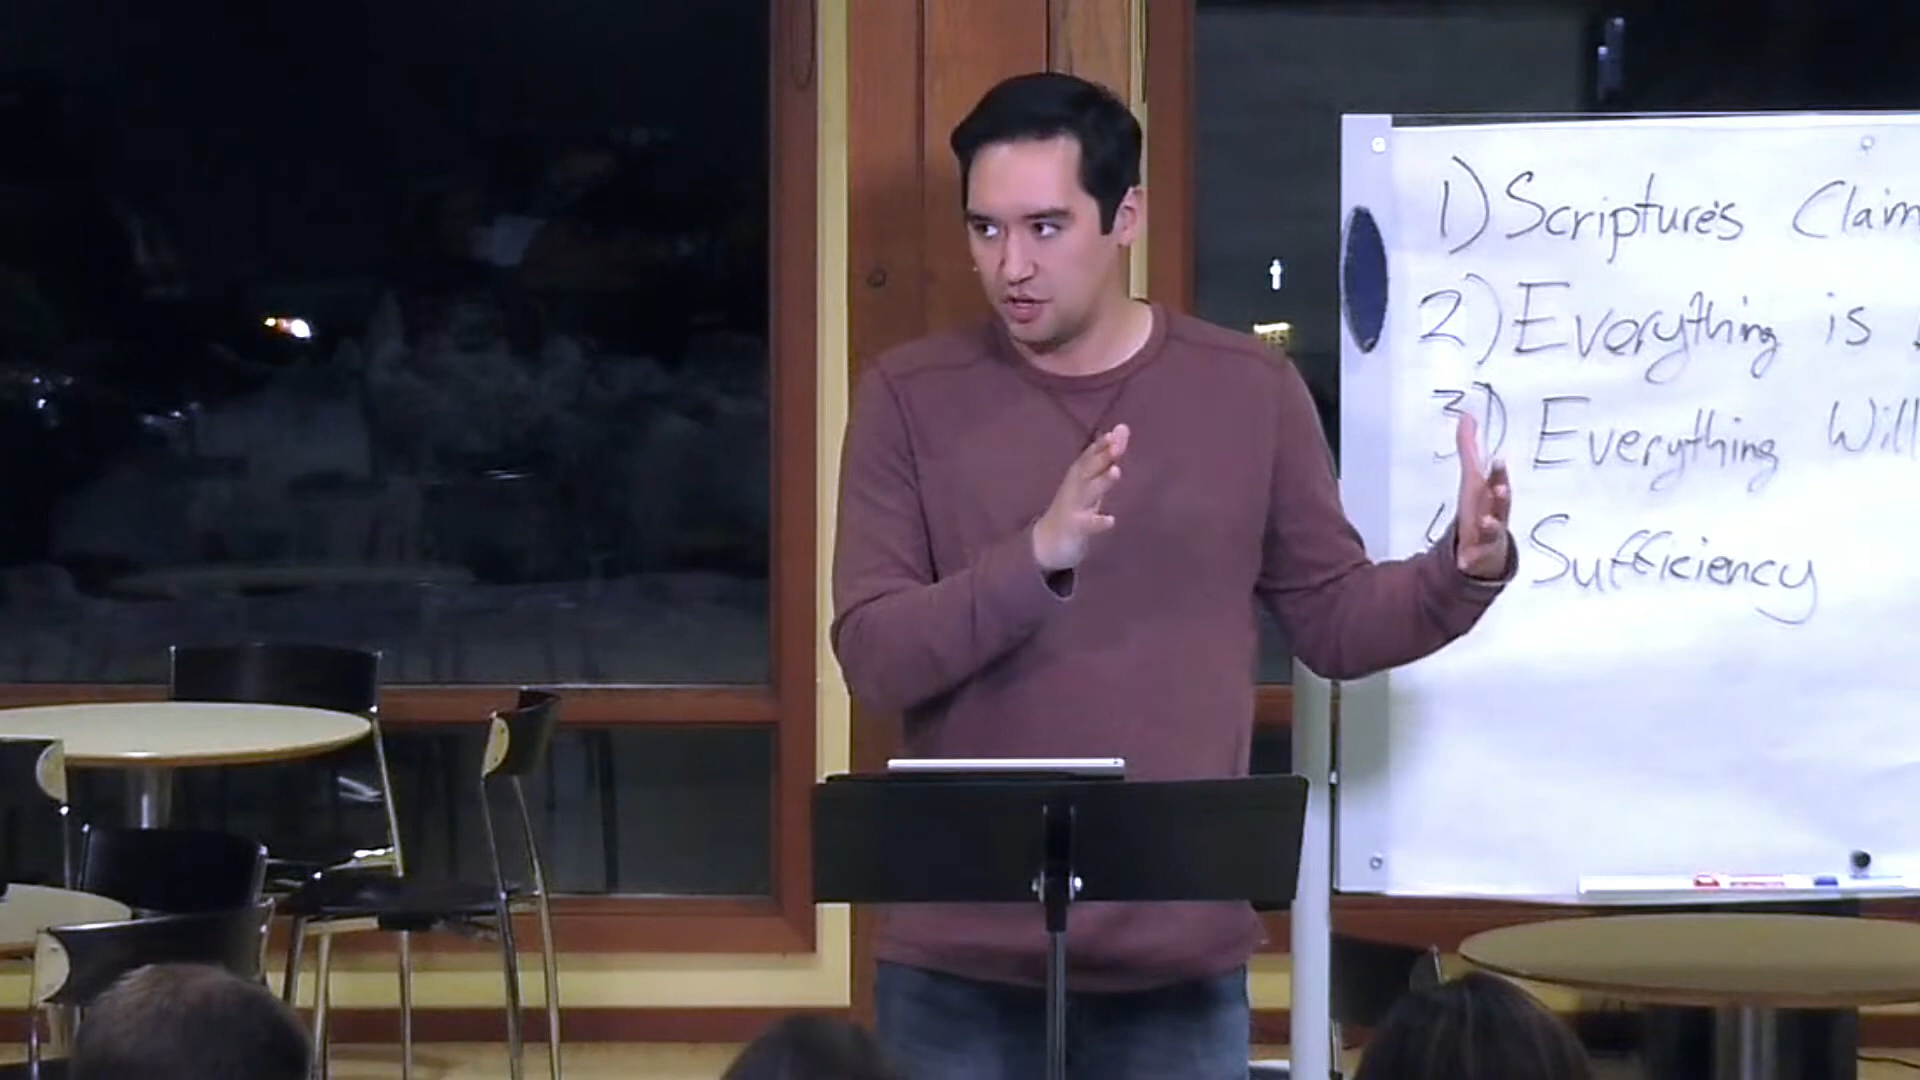 1) Scripture's Claim
2) Everything is
3) Everything Will
Sufficiency